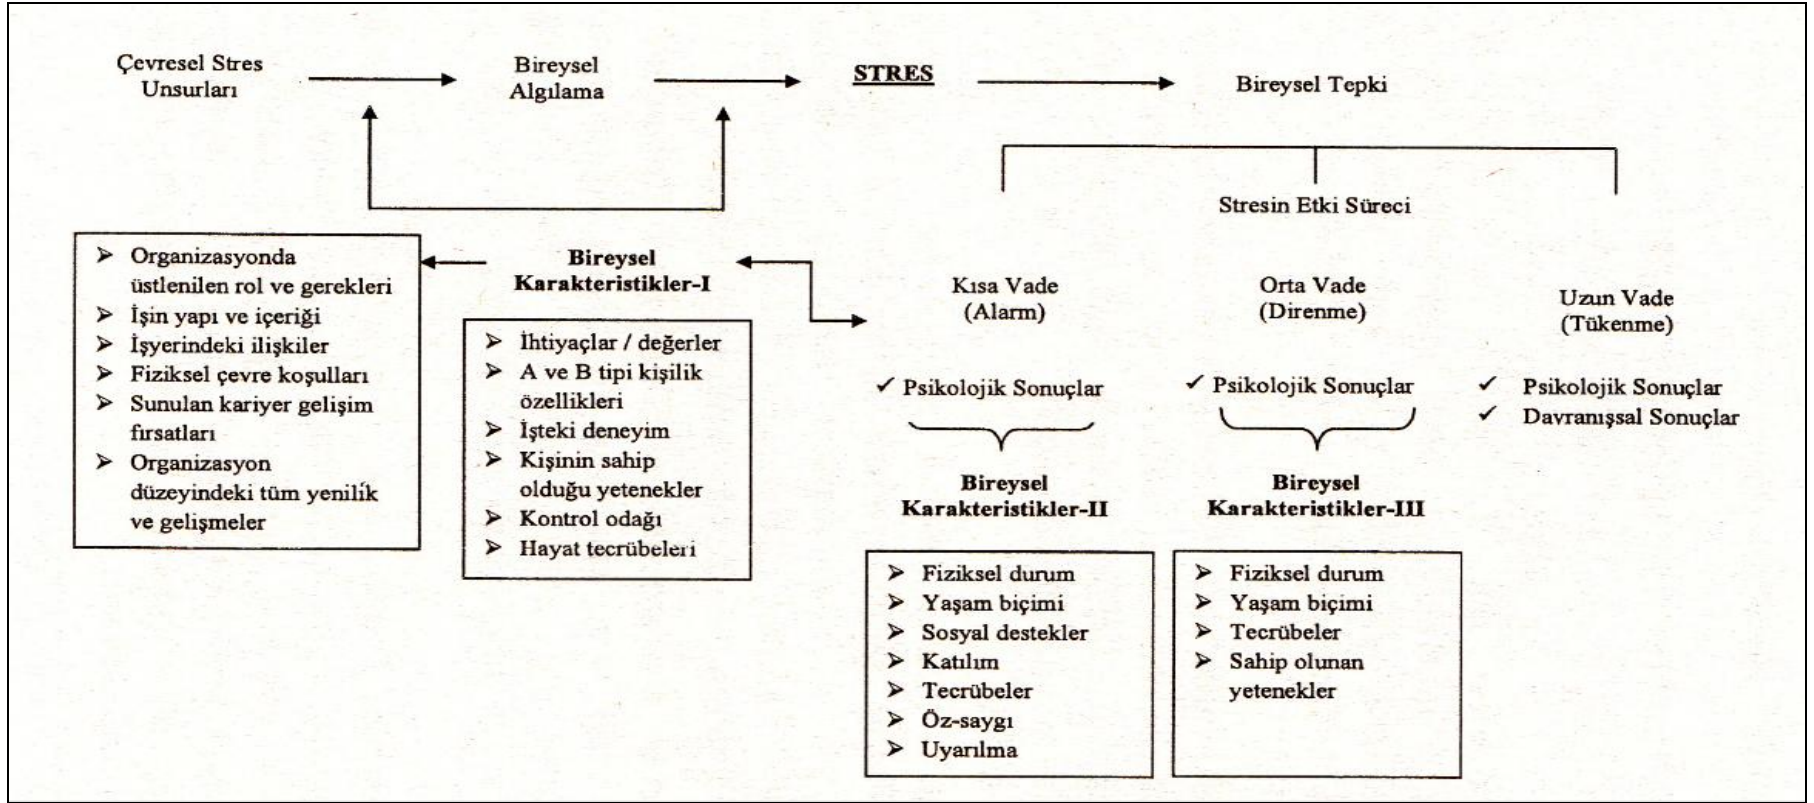 Çevresel Stres
Unsurları
Bireysel
Algılama
STRES
Bireysel Tepki
Stresin Etki Süreci
➢ Organizasyonda
üstlenilen rol ve gerekleri
➢ İşin yapı ve içeriği
➢ İşyerindeki ilişkiler
➢ Fiziksel çevre koşulları
➢ Sunulan kariyer gelişim
fırsatları
➢ Organizasyon
düzeyindeki tüm yenilik
ve gelişmeler
Bireysel
Karakteristikler-I
➢ İhtiyaçlar / değerler
➢ A ve B tipi kişilik
özellikleri
➢ İşteki deneyim
➢ Kişinin sahip
olduğu yetenekler
➢ Kontrol odağı
➢ Hayat tecrübeleri
Kısa Vade
(Alarm)
✓ Psikolojik Sonuçlar
Bireysel
Karakteristikler-II
➢ Fiziksel durum
➢ Yaşam biçimi
➢ Sosyal destekler
➢ Katılım
➢ Tecrübeler
➢ Öz-saygı
➢ Uyarılma
Orta Vade
(Direnme)
✓ Psikolojik Sonuçlar
Bireysel
Karakteristikler-III
➢ Fiziksel durum
➢ Yaşam biçimi
➢ Tecrübeler
➢ Sahip olunan
yetenekler
Uzun Vade
(Tükenme)
✓ Psikolojik Sonuçlar
✓ Davranışsal Sonuçlar